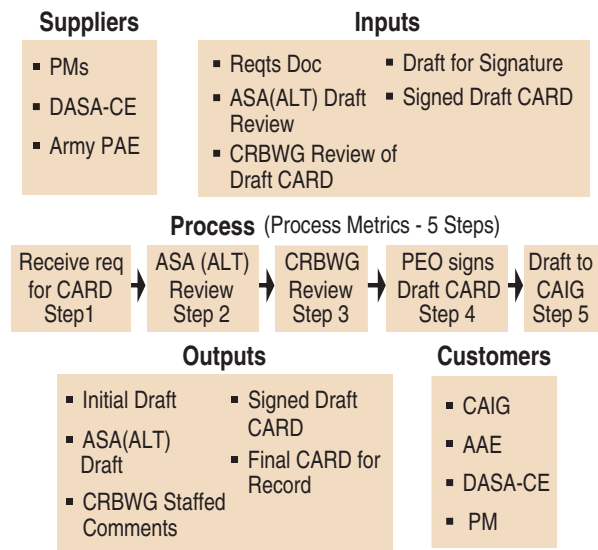 Suppliers
▪ PMs
▪ DASA-CE
▪ Army PAE
Inputs
▪ Reqts Doc
▪ ASA(ALT) Draft
Review
▪ CRBWG Review of
Draft CARD
▪ Draft for Signature
▪ Signed Draft CARD
Process (Process Metrics - 5 Steps)
Receive req
for CARD
Step1
ASA (ALT)
Review
Step 2
CRBWG
Review
Step 3
PEO signs
Draft CARD
Step 4
Draft to
CAIG
Step 5
Outputs
▪ Initial Draft
▪ ASA(ALT)
Draft
▪ CRBWG Staffed
Comments
▪ Signed Draft
CARD
▪ Final CARD for
Record
Customers
▪ CAIG
▪ AAE
▪ DASA-CE
▪ PM